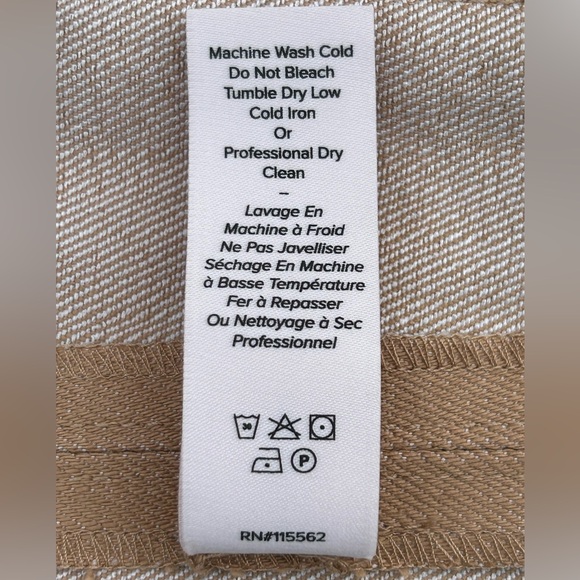 Machine Wash Cold
Do Not Bleach
Tumble Dry Low
Cold Iron
Or
Professional Dry
Clean
–
Lavage En
Machine à Froid
Ne Pas Javelliser
Séchage En Machine
à Basse Température
Fer à Repasser
Ou Nettoyage à Sec
Professionnel
30
P
RN#115562